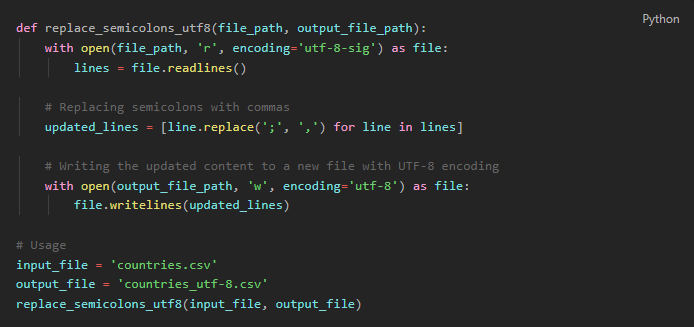 Python
def replace_semicolons_utf8(file_path, output_file_path):
    with open(file_path, 'r', encoding='utf-8-sig') as file:
        lines = file.readlines()

    # Replacing semicolons with commas
    updated_lines = [line.replace(';', ',') for line in lines]

    # Writing the updated content to a new file with UTF-8 encoding
    with open(output_file_path, 'w', encoding='utf-8') as file:
        file.writelines(updated_lines)

# Usage
input_file = 'countries.csv'
output_file = 'countries_utf-8.csv'
replace_semicolons_utf8(input_file, output_file)